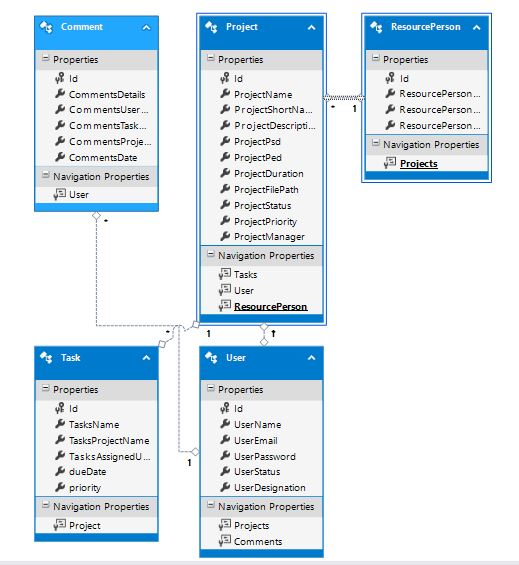 Comment
Properties
Id
CommentsDetails
CommentsUser...
CommentsTask...
CommentsProje...
CommentsDate
Navigation Properties
User
*
Project
Properties
Id
ProjectName
ProjectShortNa...
ProjectDescripti...
ProjectPsd
ProjectPed
ProjectDuration
ProjectFilePath
ProjectStatus
ProjectPriority
ProjectManager
Navigation Properties
Tasks
User
ResourcePerson
* 1
ResourcePerson
Properties
Id
ResourcePerson...
ResourcePerson...
ResourcePerson...
Navigation Properties
Projects
* 1
Task
Properties
Id
TasksName
TasksProjectName
TasksAssignedU...
dueDate
priority
Navigation Properties
Project
1
User
Properties
Id
UserName
UserEmail
UserPassword
UserStatus
UserDesignation
Navigation Properties
Projects
Comments